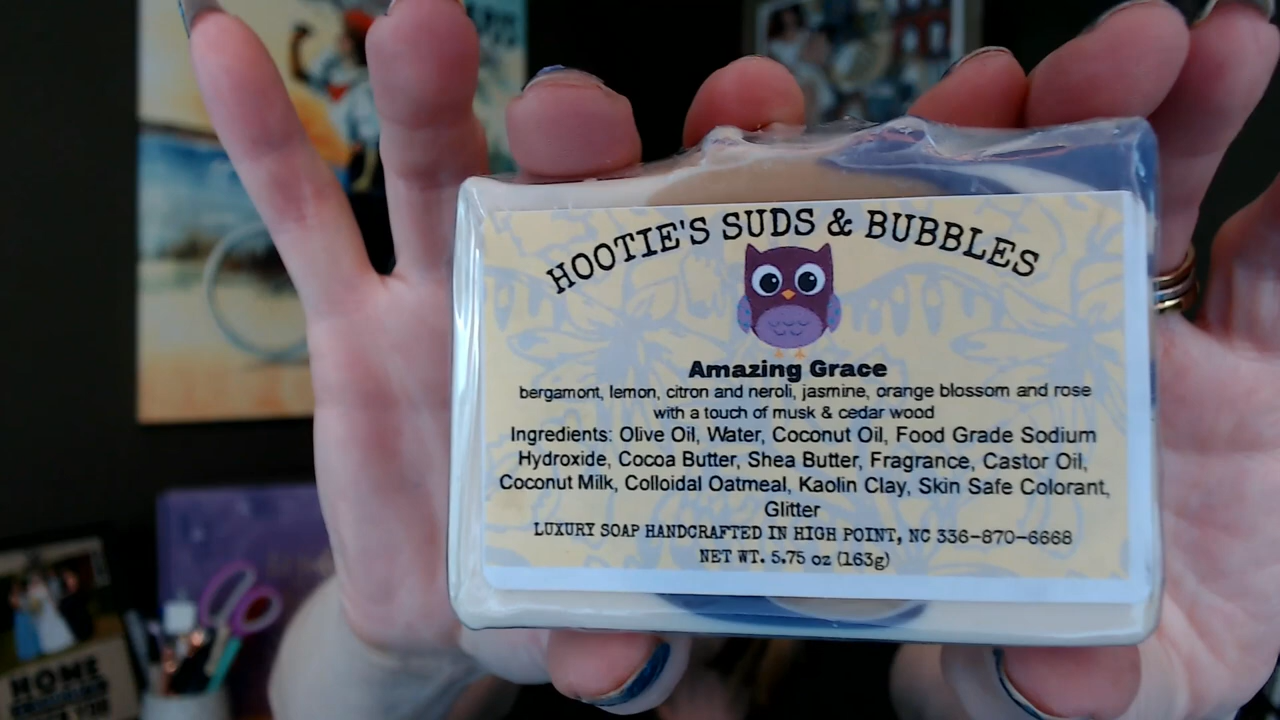 HOOTIE'S SUDS & BUBBLES
Amazing Grace
bergamont, lemon, citron and neroli, jasmine, orange blossom and rose
with a touch of musk & cedar wood
Ingredients: Olive Oil, Water, Coconut Oil, Food Grade Sodium
Hydroxide, Cocoa Butter, Shea Butter, Fragrance, Castor Oil,
Coconut Milk, Colloidal Oatmeal, Kaolin Clay, Skin Safe Colorant,
Glitter
LUXURY SOAP HANDCRAFTED IN HIGH POINT, NC 336-870-6668
NET WT. 5.75 oz (163g)
HOME